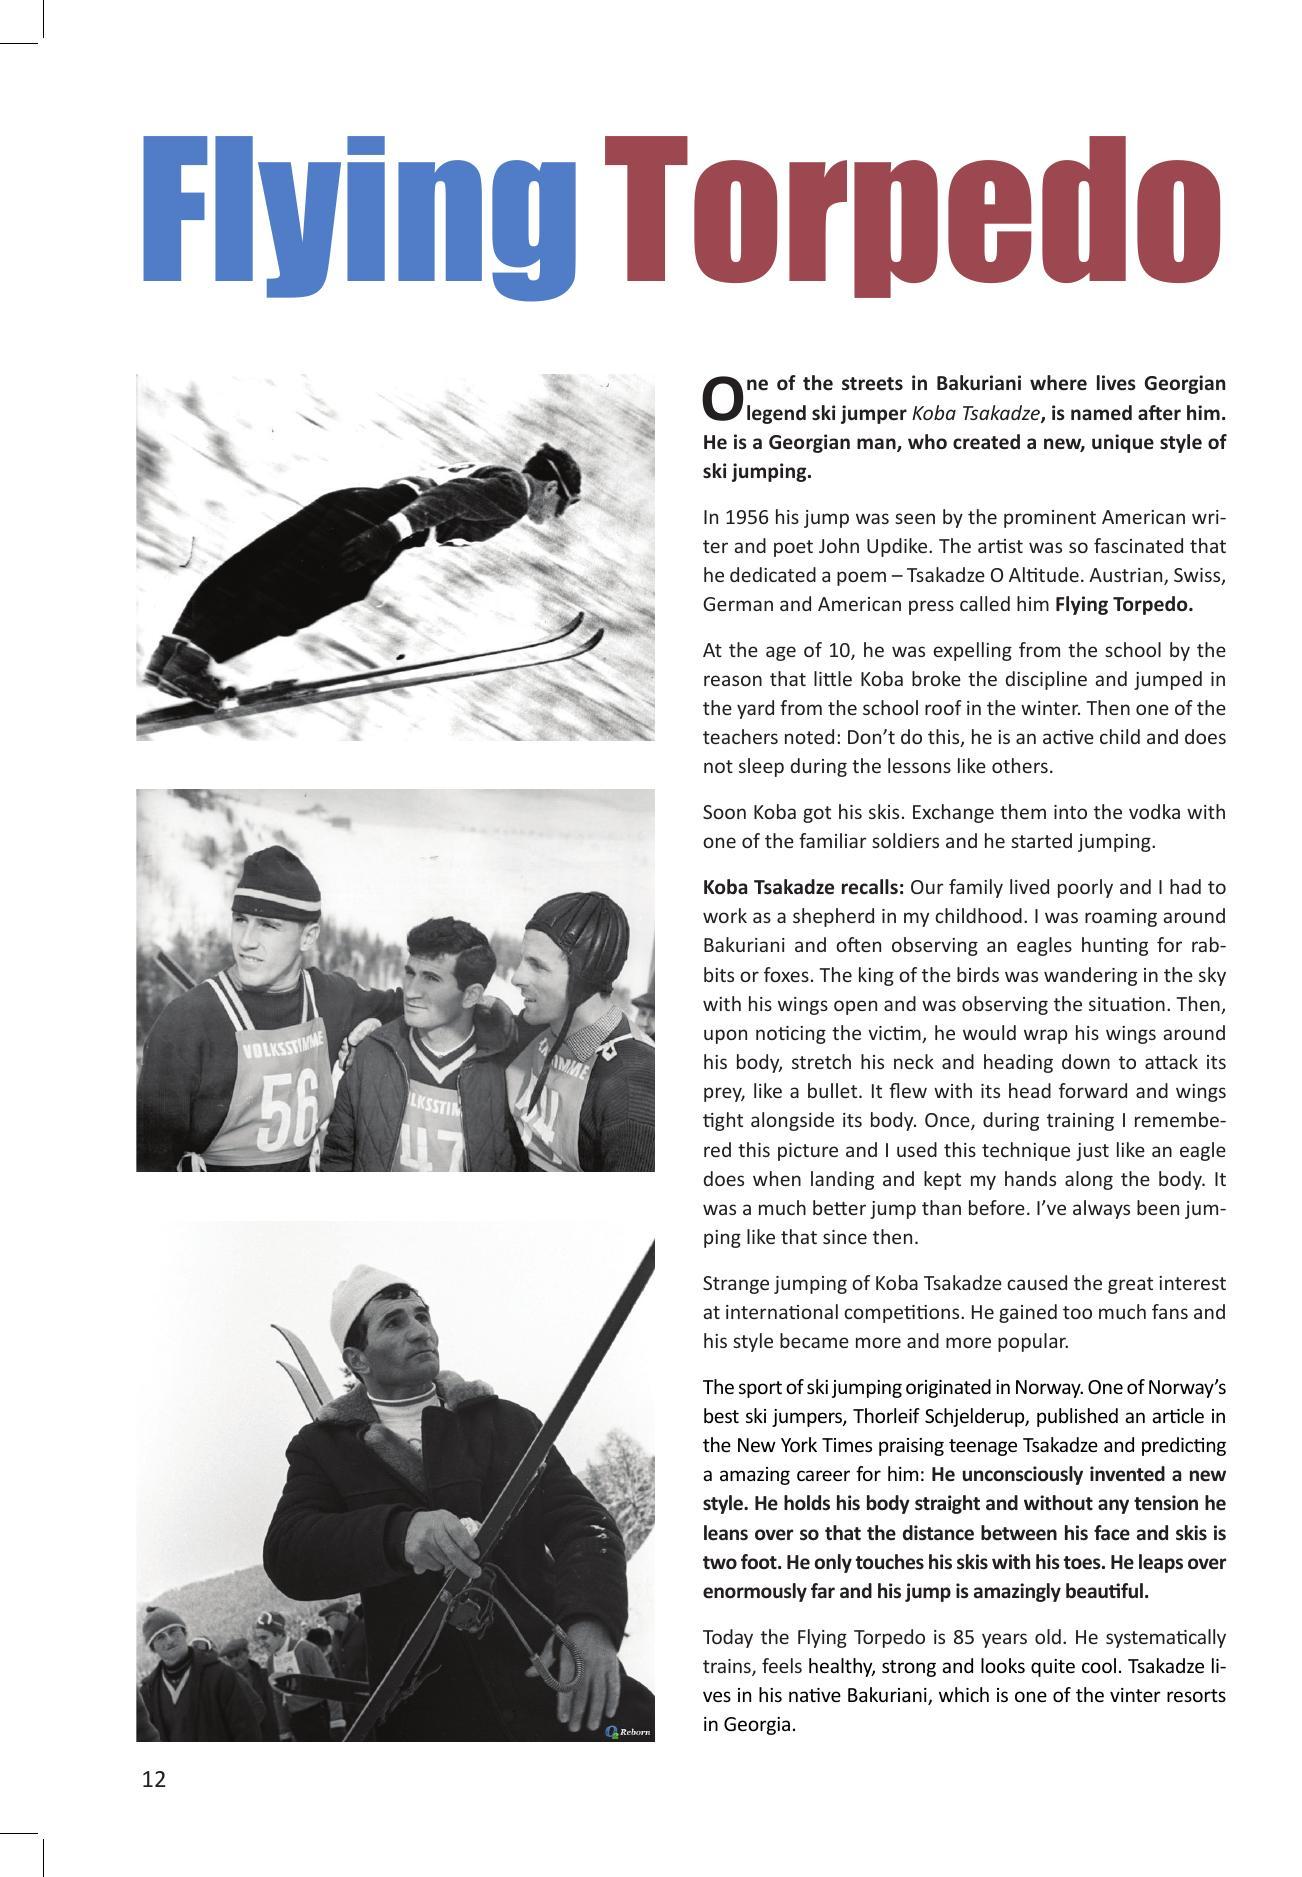 Flying Torpedo
One of the streets in Bakuriani where lives Georgian
legend ski jumper Koba Tsakadze, is named after him.
He is a Georgian man, who created a new, unique style of
ski jumping.
In 1956 his jump was seen by the prominent American wri-
ter and poet John Updike. The artist was so fascinated that
he dedicated a poem – Tsakadze O Altitude. Austrian, Swiss,
German and American press called him Flying Torpedo.
At the age of 10, he was expelling from the school by the
reason that little Koba broke the discipline and jumped in
the yard from the school roof in the winter. Then one of the
teachers noted: Don’t do this, he is an active child and does
not sleep during the lessons like others.
Soon Koba got his skis. Exchange them into the vodka with
one of the familiar soldiers and he started jumping.
Koba Tsakadze recalls: Our family lived poorly and I had to
work as a shepherd in my childhood. I was roaming around
Bakuriani and often observing an eagles hunting for rab-
bits or foxes. The king of the birds was wandering in the sky
with his wings open and was observing the situation. Then,
upon noticing the victim, he would wrap his wings around
his body, stretch his neck and heading down to attack its
prey, like a bullet. It flew with its head forward and wings
tight alongside its body. Once, during training I remembe-
red this picture and I used this technique just like an eagle
does when landing and kept my hands along the body. It
was a much better jump than before. I’ve always been jum-
ping like that since then.
Strange jumping of Koba Tsakadze caused the great interest
at international competitions. He gained too much fans and
his style became more and more popular.
The sport of ski jumping originated in Norway. One of Norway’s
best ski jumpers, Thorleif Schjelderup, published an article in
the New York Times praising teenage Tsakadze and predicting
a amazing career for him: He unconsciously invented a new
style. He holds his body straight and without any tension he
leans over so that the distance between his face and skis is
two foot. He only touches his skis with his toes. He leaps over
enormously far and his jump is amazingly beautiful.
Today the Flying Torpedo is 85 years old. He systematically
trains, feels healthy, strong and looks quite cool. Tsakadze li-
ves in his native Bakuriani, which is one of the vinter resorts
in Georgia.
VOLKSSTIMME
56
LKSSTIM
47
IMME
Reborn
12